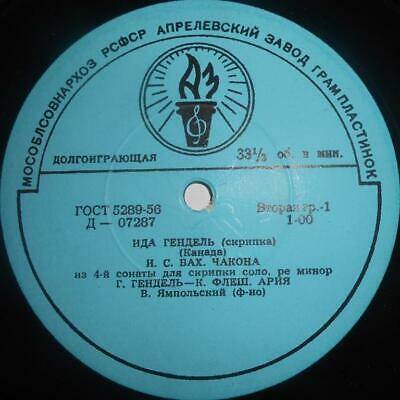 МОСОБЛСОВНАРХОЗ РСФСР АПРЕЛЕВСКИЙ ЗАВОД ГРАМПЛАСТИНОК
АЗ
ДОЛГОИГРАЮЩАЯ 33⅓ об. в мин.
ГОСТ 5289-56 Вторая гр.-1
Д — 07287 1-00
ИДА ГЕНДЕЛЬ (скрипка)
(Канада)
И. С. БАХ. ЧАКОНА
из 4-й сонаты для скрипки соло, ре минор
Г. ГЕНДЕЛЬ—К. ФЛЕШ. АРИЯ
В. Ямпольский (ф-но)